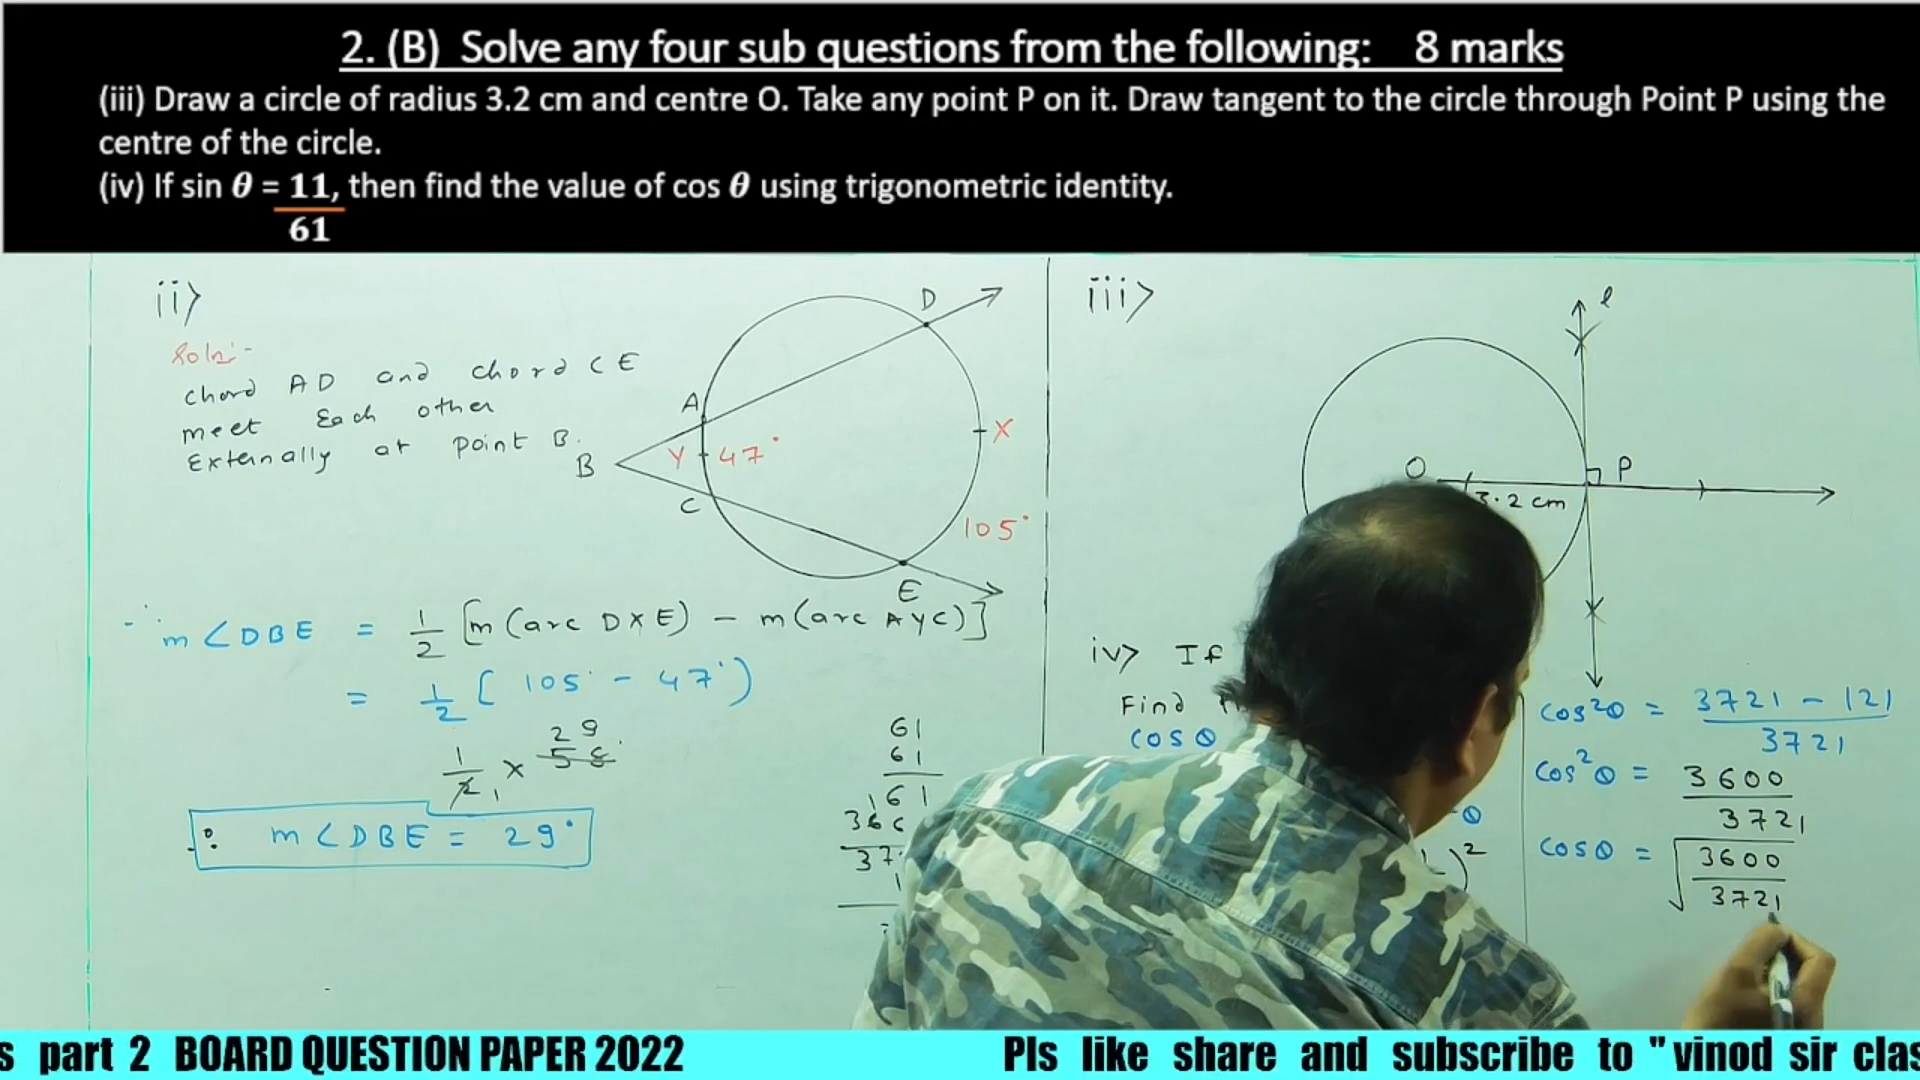 2. (B) Solve any four sub questions from the following: 8 marks
(iii) Draw a circle of radius 3.2 cm and centre O. Take any point P on it. Draw tangent to the circle through Point P using the
centre of the circle.
(iv) If sin θ = 11, then find the value of cos θ using trigonometric identity.
61
ii>
Soln:-
chord AD and chord CE
meet Each other
Externally at point B.
D
A
X
B
Y 47°
C
105°
E
m∠DBE = 1/2 [m(arc DXE) - m(arc AYC)]
= 1/2 [105° - 47°)
29
1/2 1 × 58
∴ m∠DBE = 29°
61
61
161
iii>
l
O
P
3.2 cm
iv> If
Find
cos θ
θ
)2
cos²θ = 3721 - 121
3721
cos²θ = 3600
3721
cosθ = √3600
3721
s part 2 BOARD QUESTION PAPER 2022 Pls like share and subscribe to "vinod sir clas